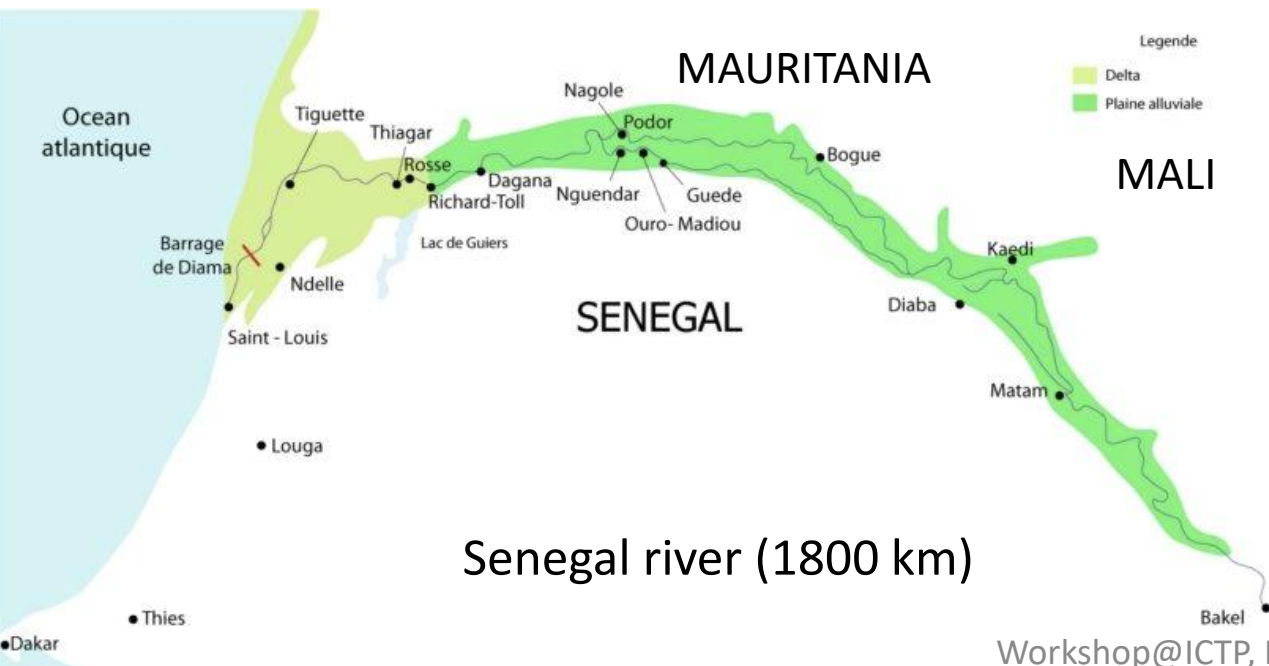 Legende
Delta
Plaine alluviale
MAURITANIA
MALI
Ocean
atlantique
Tiguette
Thiagar
Rosse
Richard-Toll
Dagana
Nagole
Podor
Nguendar
Guede
Ouro- Madiou
Bogue
Barrage
de Diama
Ndelle
Lac de Guiers
Saint - Louis
SENEGAL
Kaedi
Diaba
Matam
Louga
Senegal river (1800 km)
Thies
Dakar
Bakel
Workshop@ICTP,